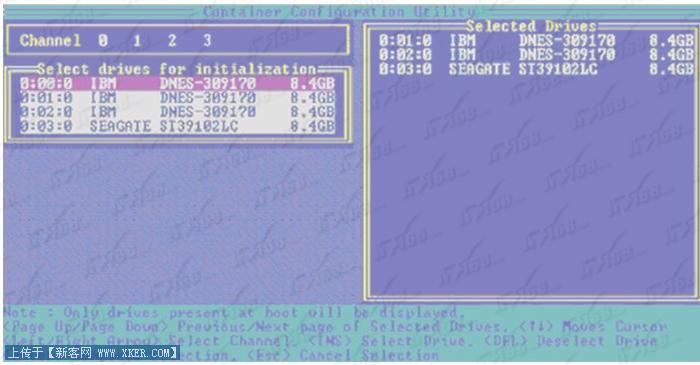 Container Configuration Utility
Channel 0 1 2 3
Select drives for initialization
0:00:0 IBM DNES-309170 8.4GB
0:01:0 IBM DNES-309170 8.4GB
0:02:0 IBM DNES-309170 8.4GB
0:03:0 SEAGATE ST39102LC 8.4GB
Selected Drives
0:01:0 IBM DNES-309170 8.4GB
0:02:0 IBM DNES-309170 8.4GB
0:03:0 SEAGATE ST39102LC 8.4GB
Note : Only drives present at boot will be displayed.
<Page Up/Page Down> Previous/Next page of Selected Drives, <↑↓> Moves Cursor
<Left/Right Arrow> Select Channel, <INS> Select Drive, <DEL> Deselect Drive
上传于【新客网 www.XKER.COM】 ection, <Esc> Cancel Selection